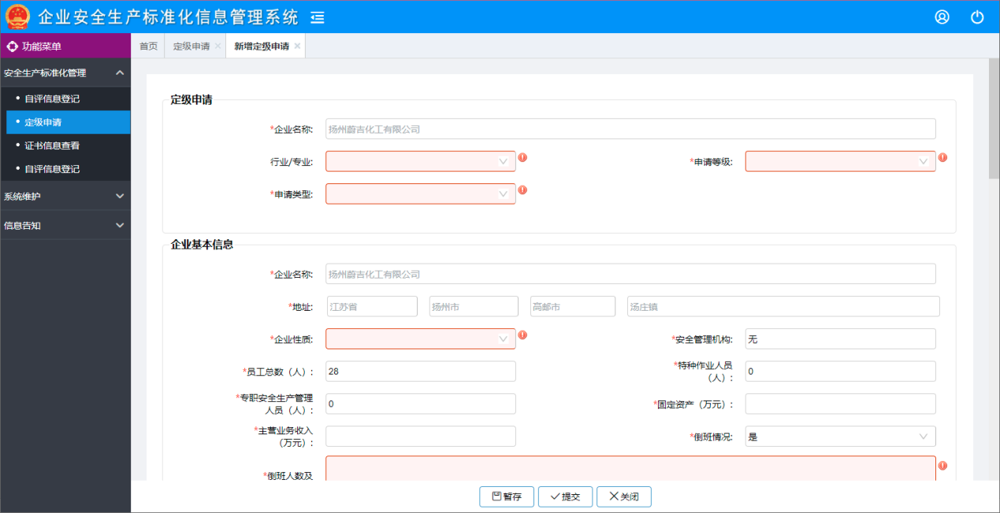 企业安全生产标准化信息管理系统
功能菜单
首页
定级申请
新增定级申请
安全生产标准化管理
自评信息登记
定级申请
证书信息查看
自评信息登记
系统维护
信息告知
定级申请
*企业名称:
扬州蔚吉化工有限公司
行业/专业:
*申请等级:
*申请类型:
企业基本信息
*企业名称:
扬州蔚吉化工有限公司
*地址:
江苏省
扬州市
高邮市
汤庄镇
*企业性质:
*安全管理机构:
无
*员工总数（人）:
28
*特种作业人员
（人）:
0
*专职安全生产管理
人员（人）:
0
*固定资产（万元）:
*主营业务收入
（万元）:
*倒班情况:
是
*倒班人数及
暂存
提交
关闭